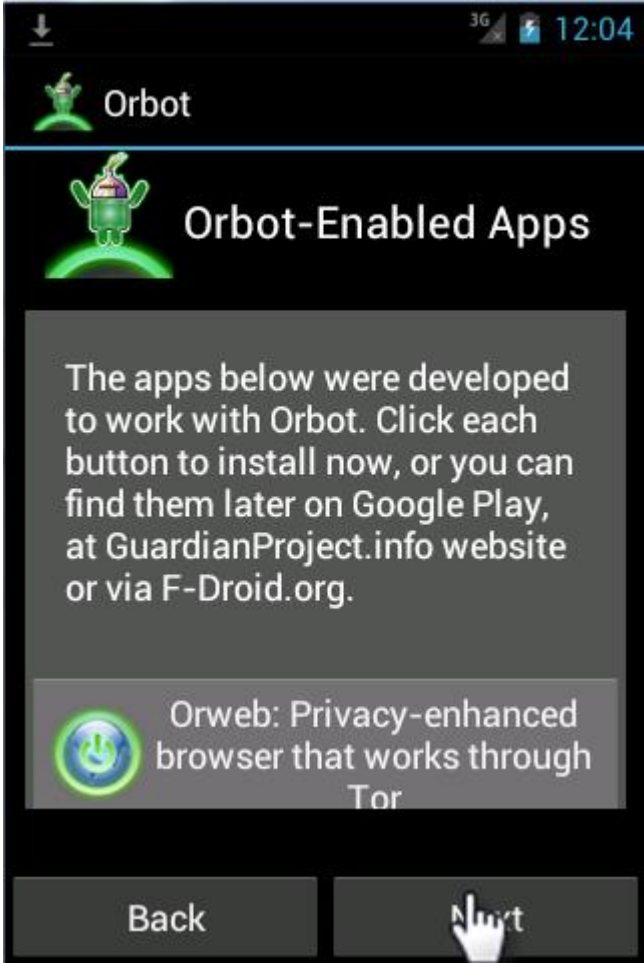 3G 12:04
Orbot
Orbot-Enabled Apps
The apps below were developed
to work with Orbot. Click each
button to install now, or you can
find them later on Google Play,
at GuardianProject.info website
or via F-Droid.org.
Orweb: Privacy-enhanced
browser that works through
Tor
Back Next